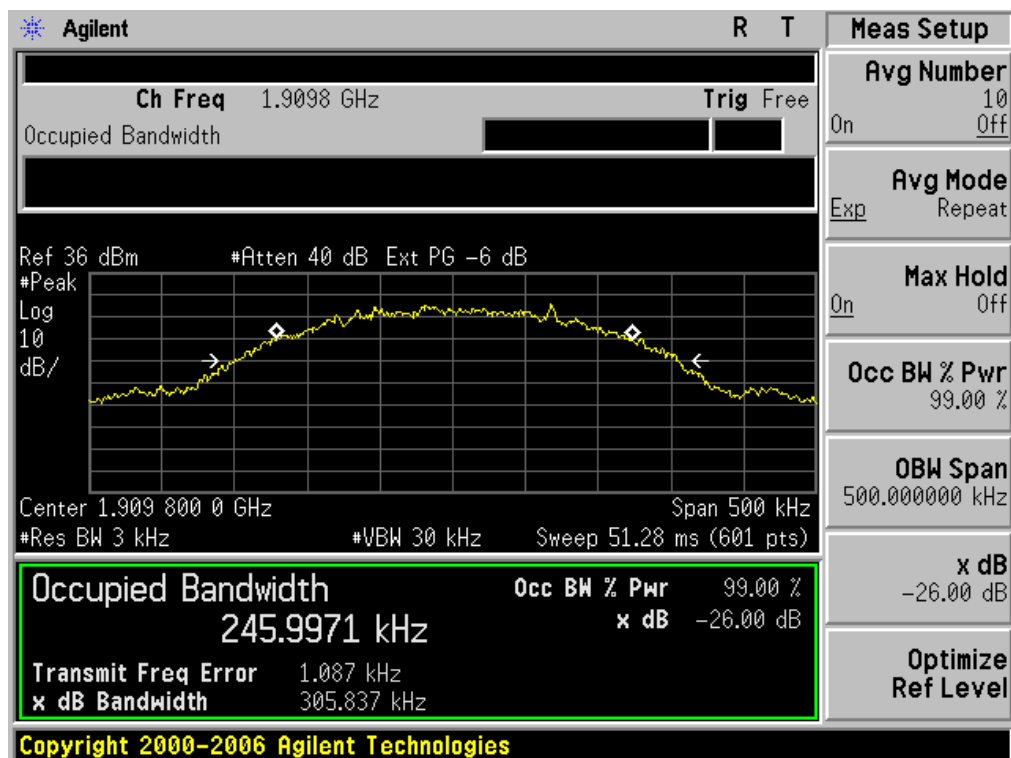 Agilent R T
Ch Freq 1.9098 GHz Trig Free
Occupied Bandwidth
Ref 36 dBm #Atten 40 dB Ext PG -6 dB
#Peak
Log
10
dB/
Center 1.909 800 0 GHz Span 500 kHz
#Res BW 3 kHz #VBW 30 kHz Sweep 51.28 ms (601 pts)
Occupied Bandwidth Occ BW % Pwr 99.00 %
245.9971 kHz x dB -26.00 dB
Transmit Freq Error 1.087 kHz
x dB Bandwidth 305.837 kHz
Copyright 2000-2006 Agilent Technologies
Meas Setup
Avg Number
10
On Off
Avg Mode
Exp Repeat
Max Hold
On Off
Occ BW % Pwr
99.00 %
OBW Span
500.000000 kHz
x dB
-26.00 dB
Optimize
Ref Level